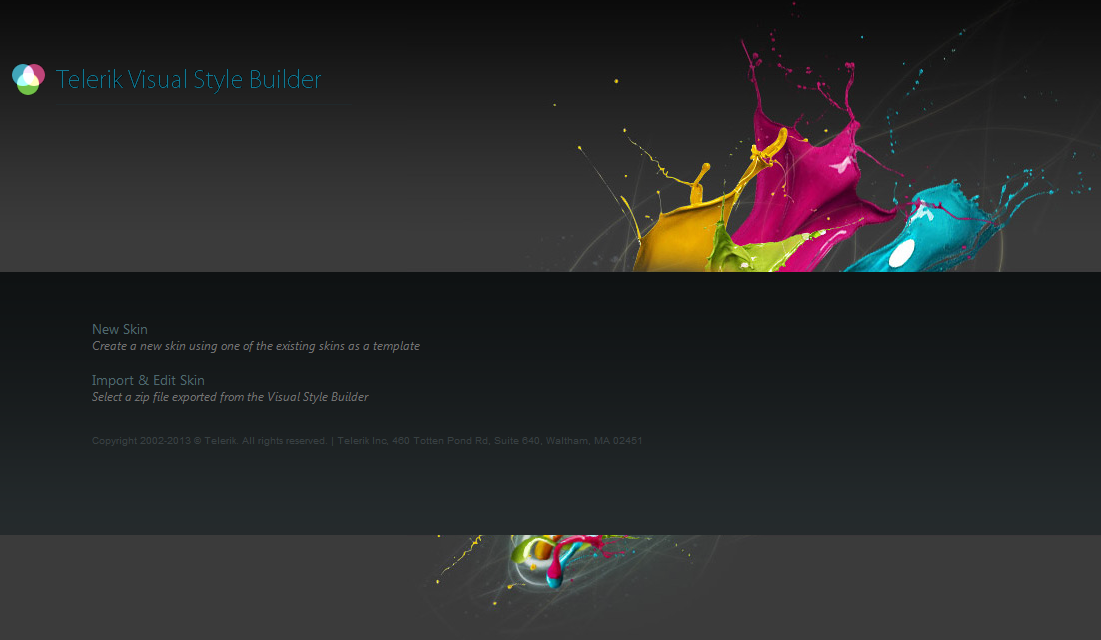 Telerik Visual Style Builder
New Skin
Create a new skin using one of the existing skins as a template
Import & Edit Skin
Select a zip file exported from the Visual Style Builder
Copyright 2002-2013 © Telerik. All rights reserved. | Telerik Inc, 460 Totten Pond Rd, Suite 640, Waltham, MA 02451